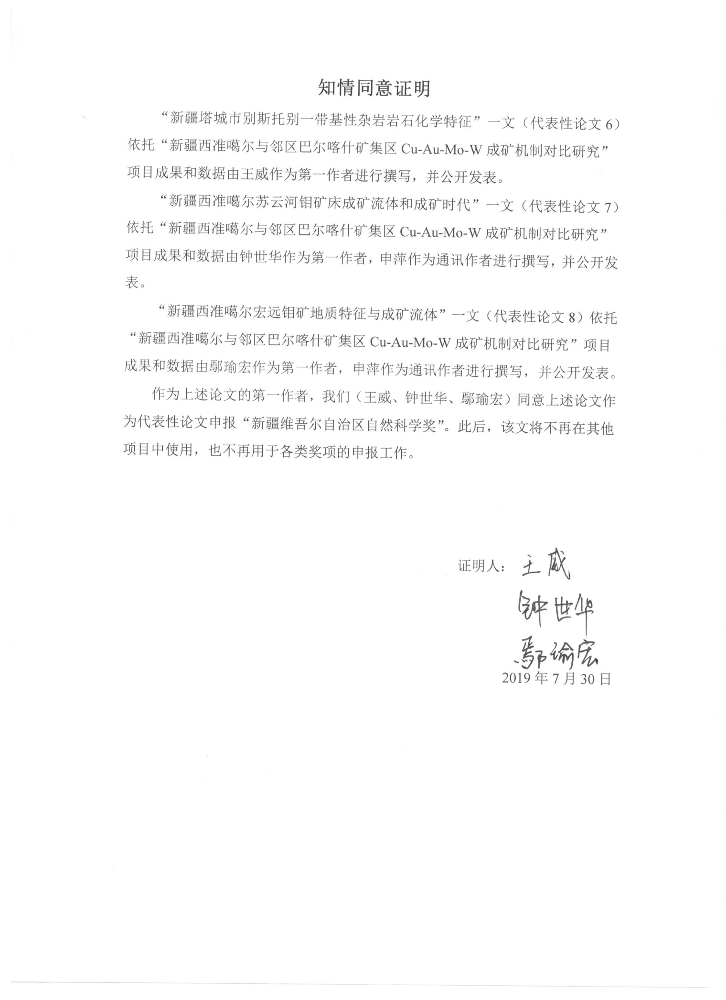 知情同意证明
“新疆塔城市别斯托别一带基性杂岩岩石化学特征”一文（代表性论文 6）
依托“新疆西准噶尔与邻区巴尔喀什矿集区 Cu-Au-Mo-W 成矿机制对比研究”
项目成果和数据由王威作为第一作者进行撰写，并公开发表。
“新疆西准噶尔苏云河钼矿床成矿流体和成矿时代”一文（代表性论文 7）
依托“新疆西准噶尔与邻区巴尔喀什矿集区 Cu-Au-Mo-W 成矿机制对比研究”
项目成果和数据由钟世华作为第一作者，申萍作为通讯作者进行撰写，并公开发
表。
“新疆西准噶尔宏远钼矿地质特征与成矿流体”一文（代表性论文 8）依托
“新疆西准噶尔与邻区巴尔喀什矿集区 Cu-Au-Mo-W 成矿机制对比研究”项目
成果和数据由鄢瑜宏作为第一作者，申萍作为通讯作者进行撰写，并公开发表。
作为上述论文的第一作者，我们（王威、钟世华、鄢瑜宏）同意上述论文作
为代表性论文申报“新疆维吾尔自治区自然科学奖”。此后，该文将不再在其他
项目中使用，也不再用于各类奖项的申报工作。
证明人： 王威
钟世华
鄢瑜宏
2019 年 7 月 30 日